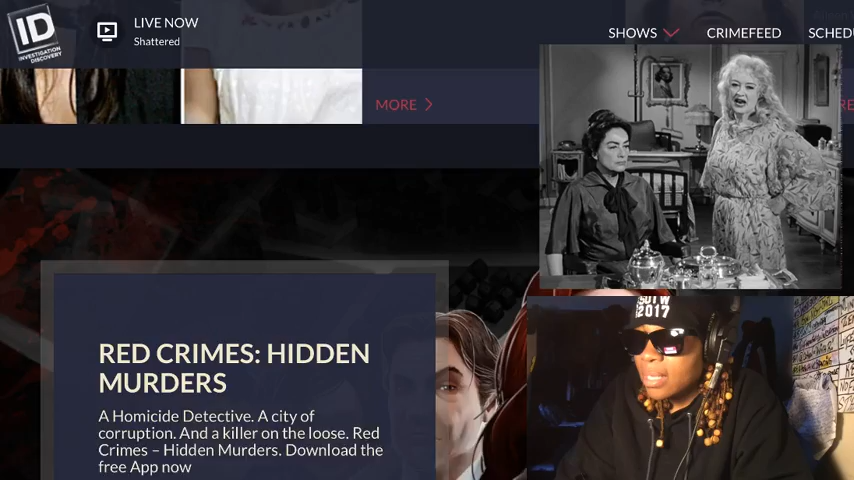 ID
INVESTIGATION
DISCOVERY
LIVE NOW
Shattered
SHOWS
CRIMEFEED
MORE
RED CRIMES: HIDDEN
MURDERS
A Homicide Detective. A city of
corruption. And a killer on the loose. Red
Crimes – Hidden Murders. Download the
free App now
2017